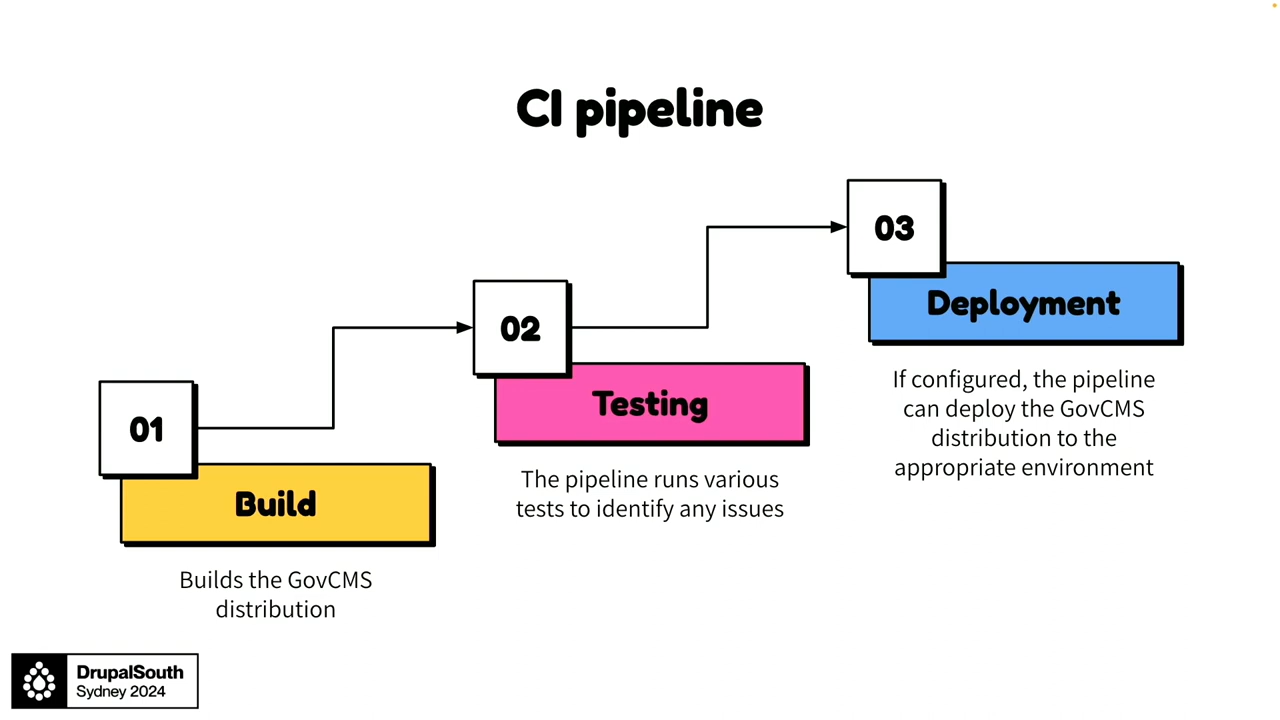 CI pipeline
01
Build
Builds the GovCMS
distribution
02
Testing
The pipeline runs various
tests to identify any issues
03
Deployment
If configured, the pipeline
can deploy the GovCMS
distribution to the
appropriate environment
DrupalSouth
Sydney 2024